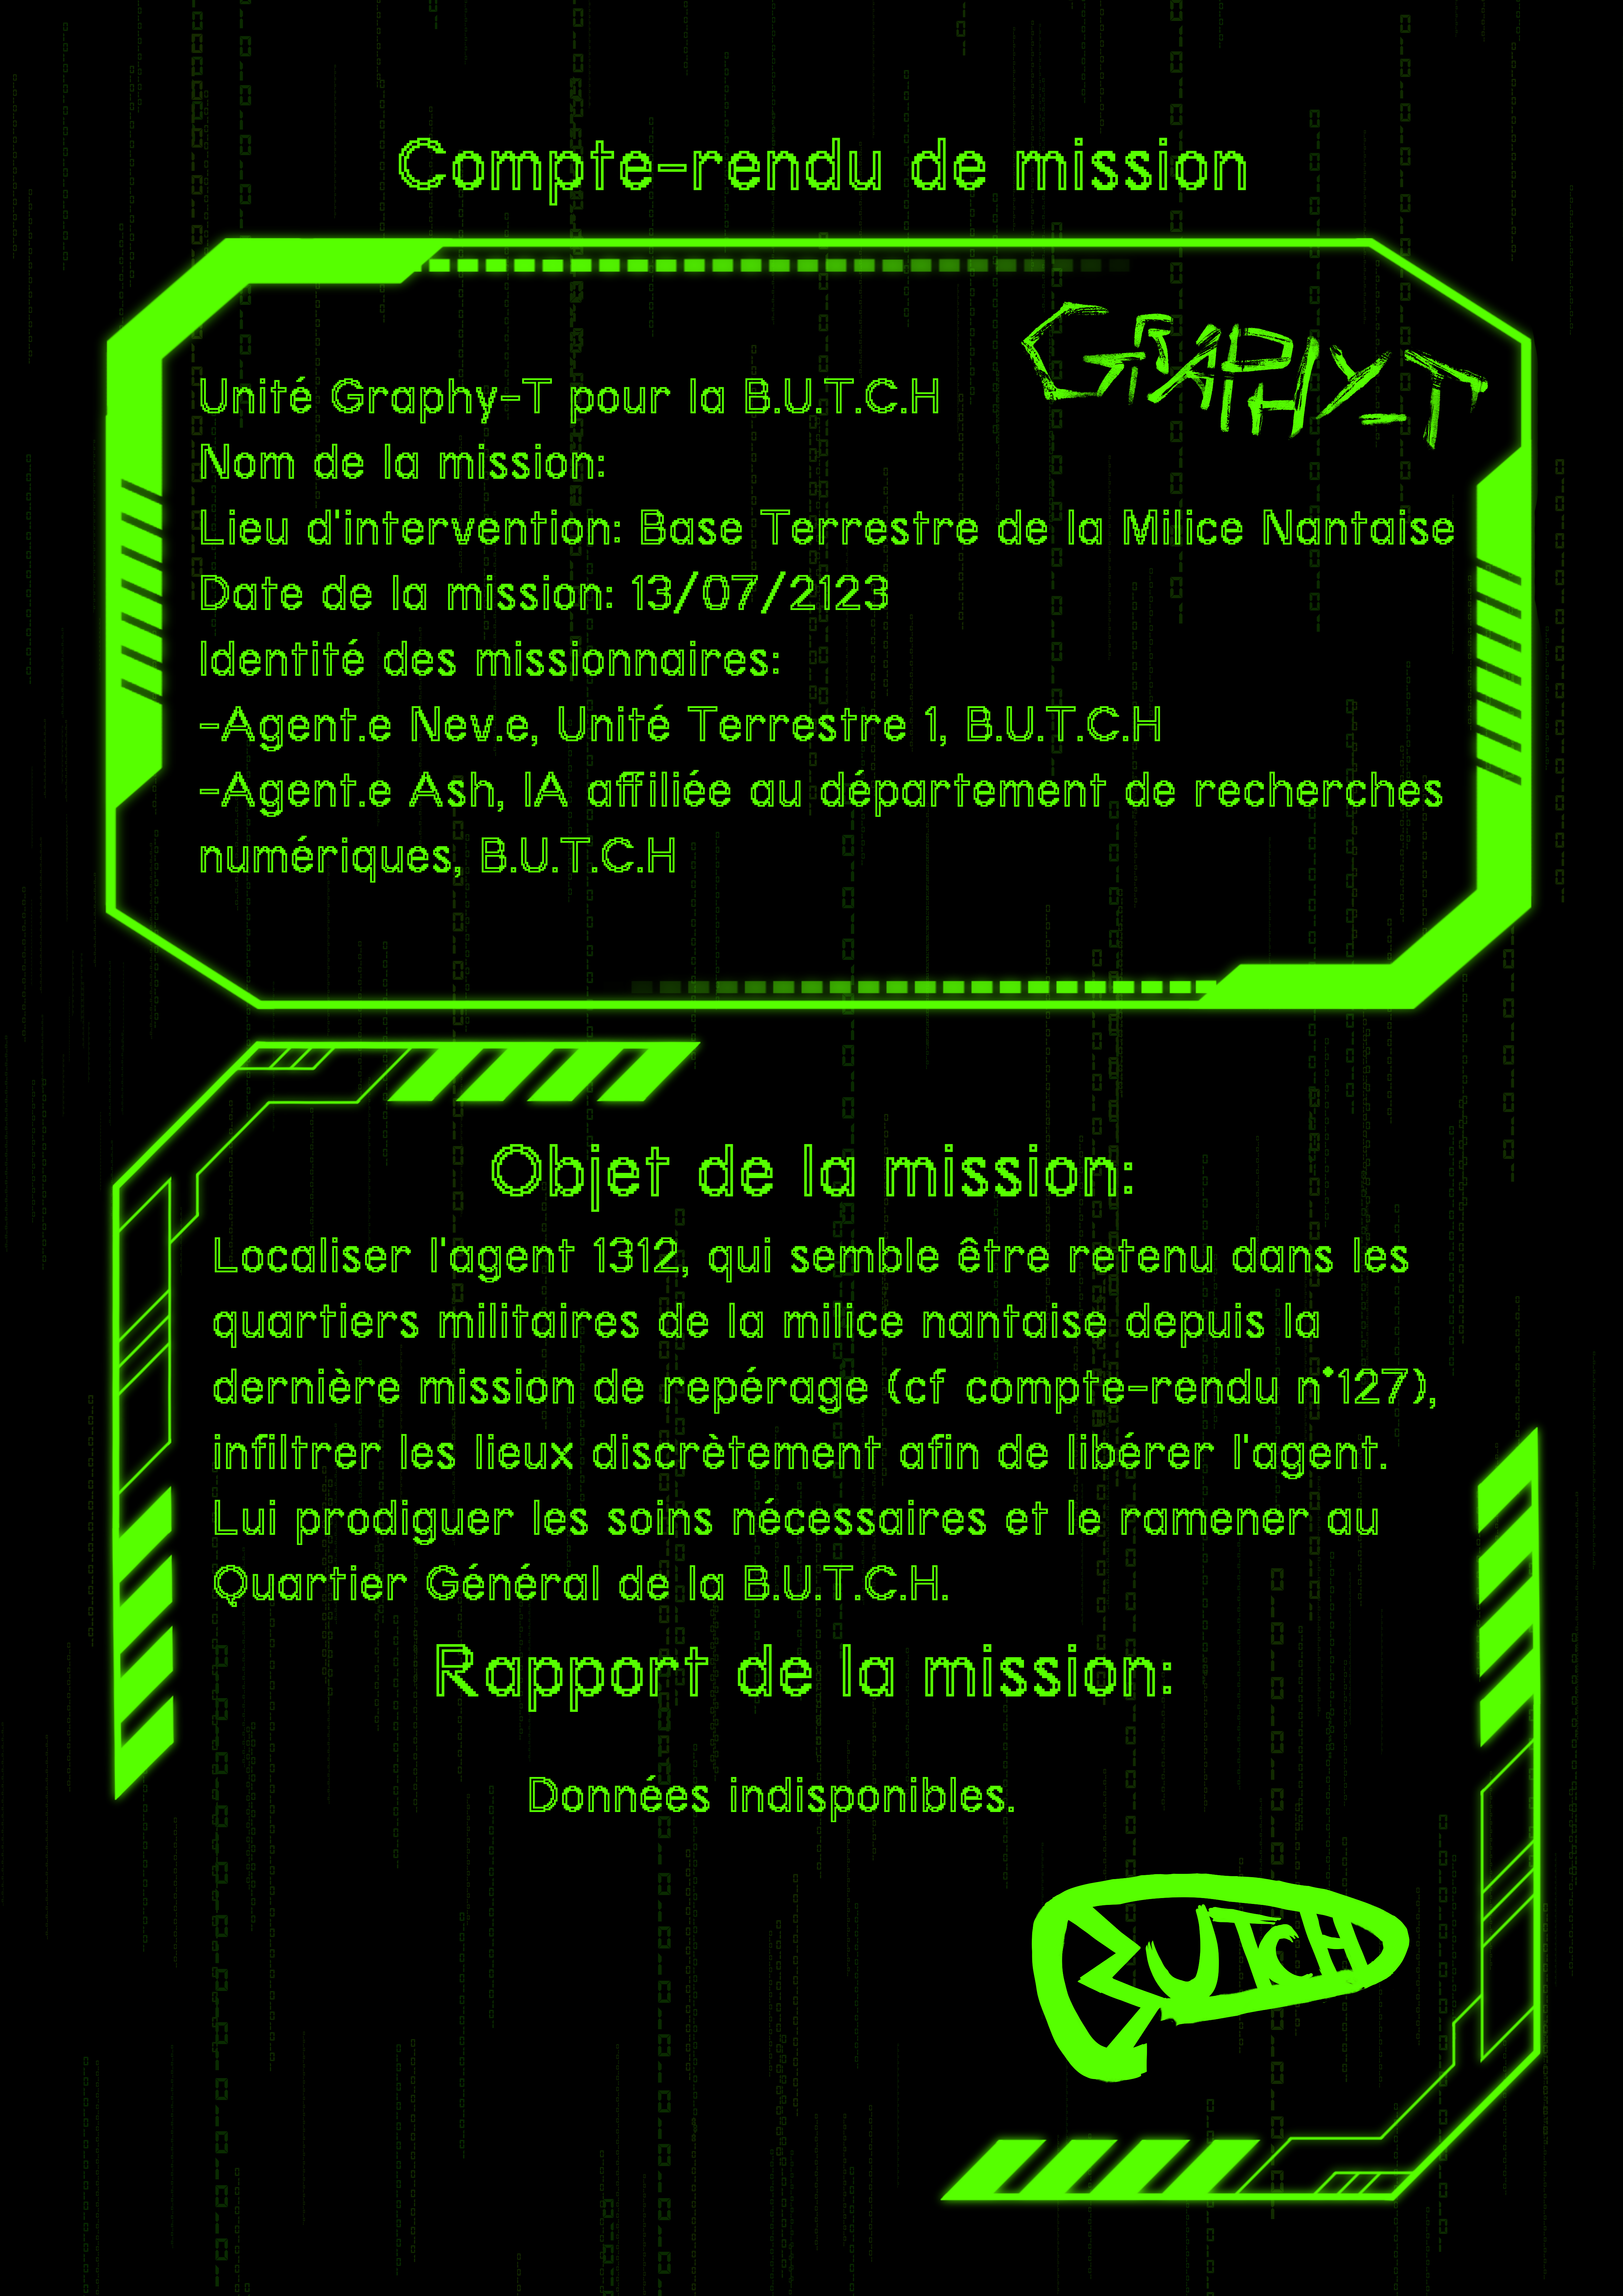 Compte-rendu de mission
GRAPHY-T
Unité Graphy-T pour la B.U.T.C.H
Nom de la mission:
Lieu d'intervention: Base Terrestre de la Milice Nantaise
Date de la mission: 13/07/2123
Identité des missionnaires:
-Agent.e Nev.e, Unité Terrestre 1, B.U.T.C.H
-Agent.e Ash, IA affiliée au département de recherches
numériques, B.U.T.C.H
Objet de la mission:
Localiser l'agent 1312, qui semble être retenu dans les
quartiers militaires de la milice nantaise depuis la
dernière mission de repérage (cf compte-rendu n°127),
infiltrer les lieux discrètement afin de libérer l'agent.
Lui prodiguer les soins nécessaires et le ramener au
Quartier Général de la B.U.T.C.H.
Rapport de la mission:
Données indisponibles.
BUTCH